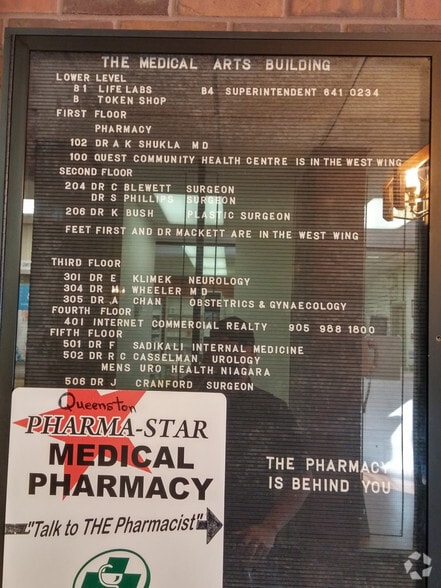 THE MEDICAL ARTS BUILDING
LOWER LEVEL
B1 LIFE LABS B4 SUPERINTENDENT 641 0234
B TOKEN SHOP
FIRST FLOOR
PHARMACY
102 DR A K SHUKLA M D
100 QUEST COMMUNITY HEALTH CENTRE IS IN THE WEST WING
SECOND FLOOR
204 DR C BLEWETT SURGEON
DR S PHILLIPS SURGEON
206 DR K BUSH PLASTIC SURGEON
FEET FIRST AND DR MACKETT ARE IN THE WEST WING
THIRD FLOOR
301 DR E KLIMEK NEUROLOGY
304 DR M WHEELER M D
305 DR A CHAN OBSTETRICS & GYNAECOLOGY
FOURTH FLOOR
401 INTERNET COMMERCIAL REALTY 905 988 1800
FIFTH FLOOR
501 DR F SADIKALI INTERNAL MEDICINE
502 DR R C CASSELMAN UROLOGY
MENS URO HEALTH NIAGARA
506 DR J CRANFORD SURGEON
Queenston
PHARMA-STAR
MEDICAL
PHARMACY
"Talk to THE Pharmacist"
THE PHARMACY
IS BEHIND YOU